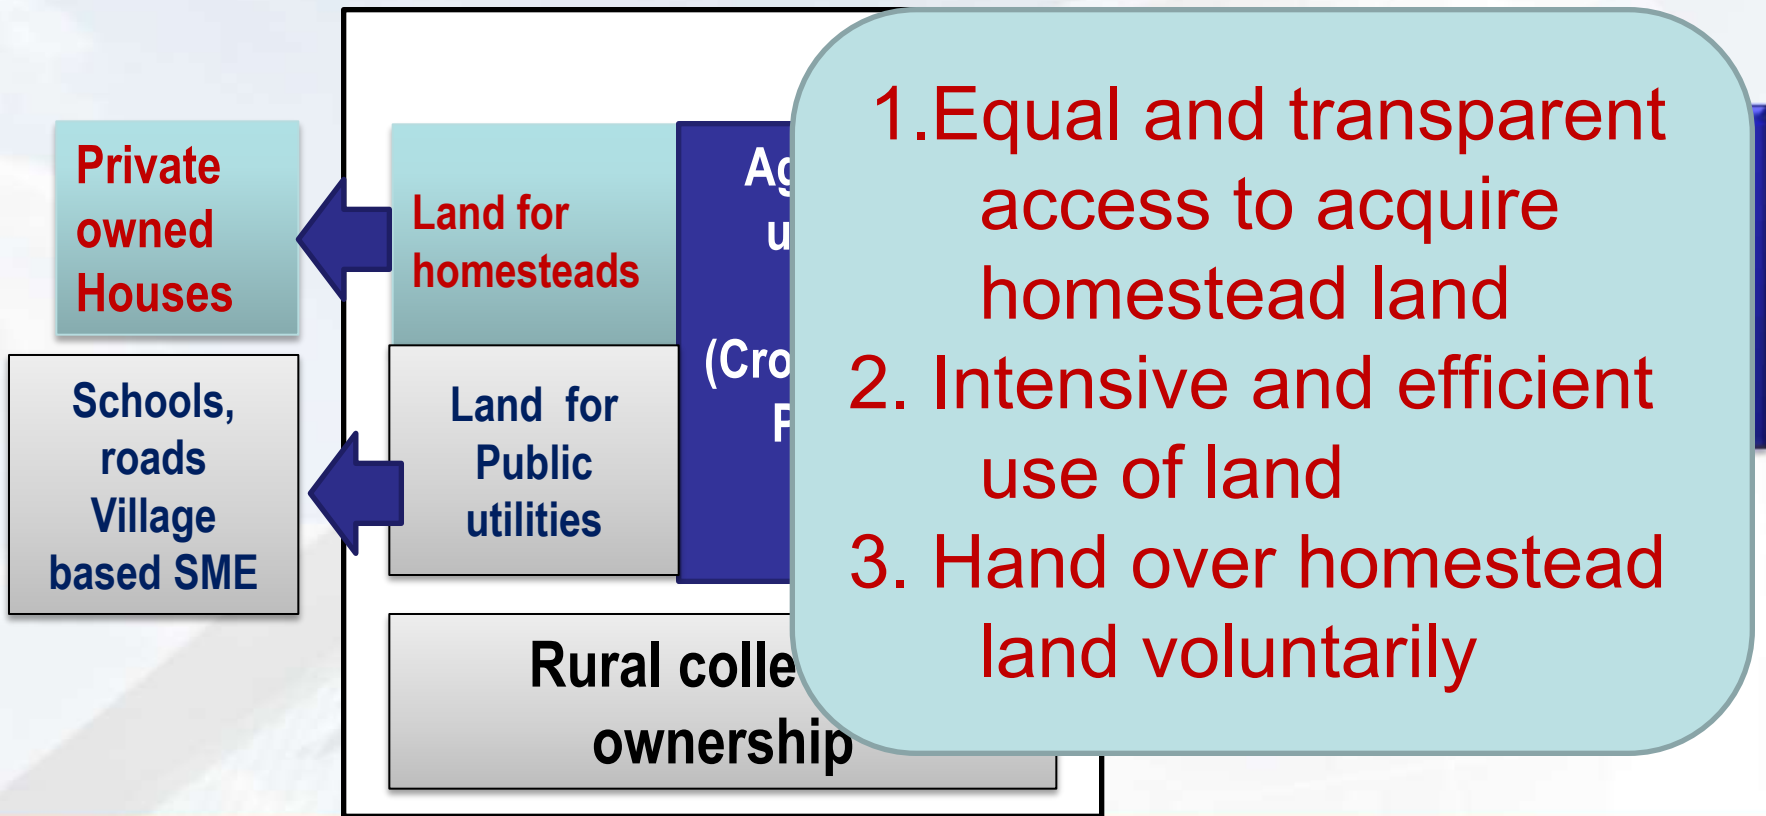 Private
owned
Houses
Land for
homesteads
Schools,
roads
Village
based SME
Land for
Public
utilities
Rural
ownership
1.Equal and transparent
access to acquire
homestead land
2. Intensive and efficient
use of land
3. Hand over homestead
land voluntarily